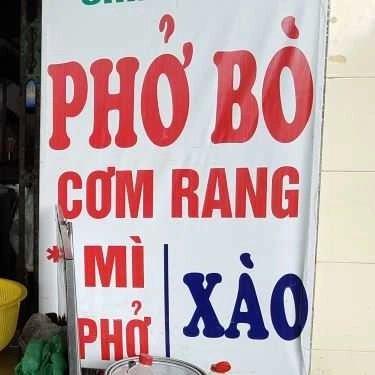 PHỞ BÒ
CƠM RANG
* MÌ
PHỞ
XÀO